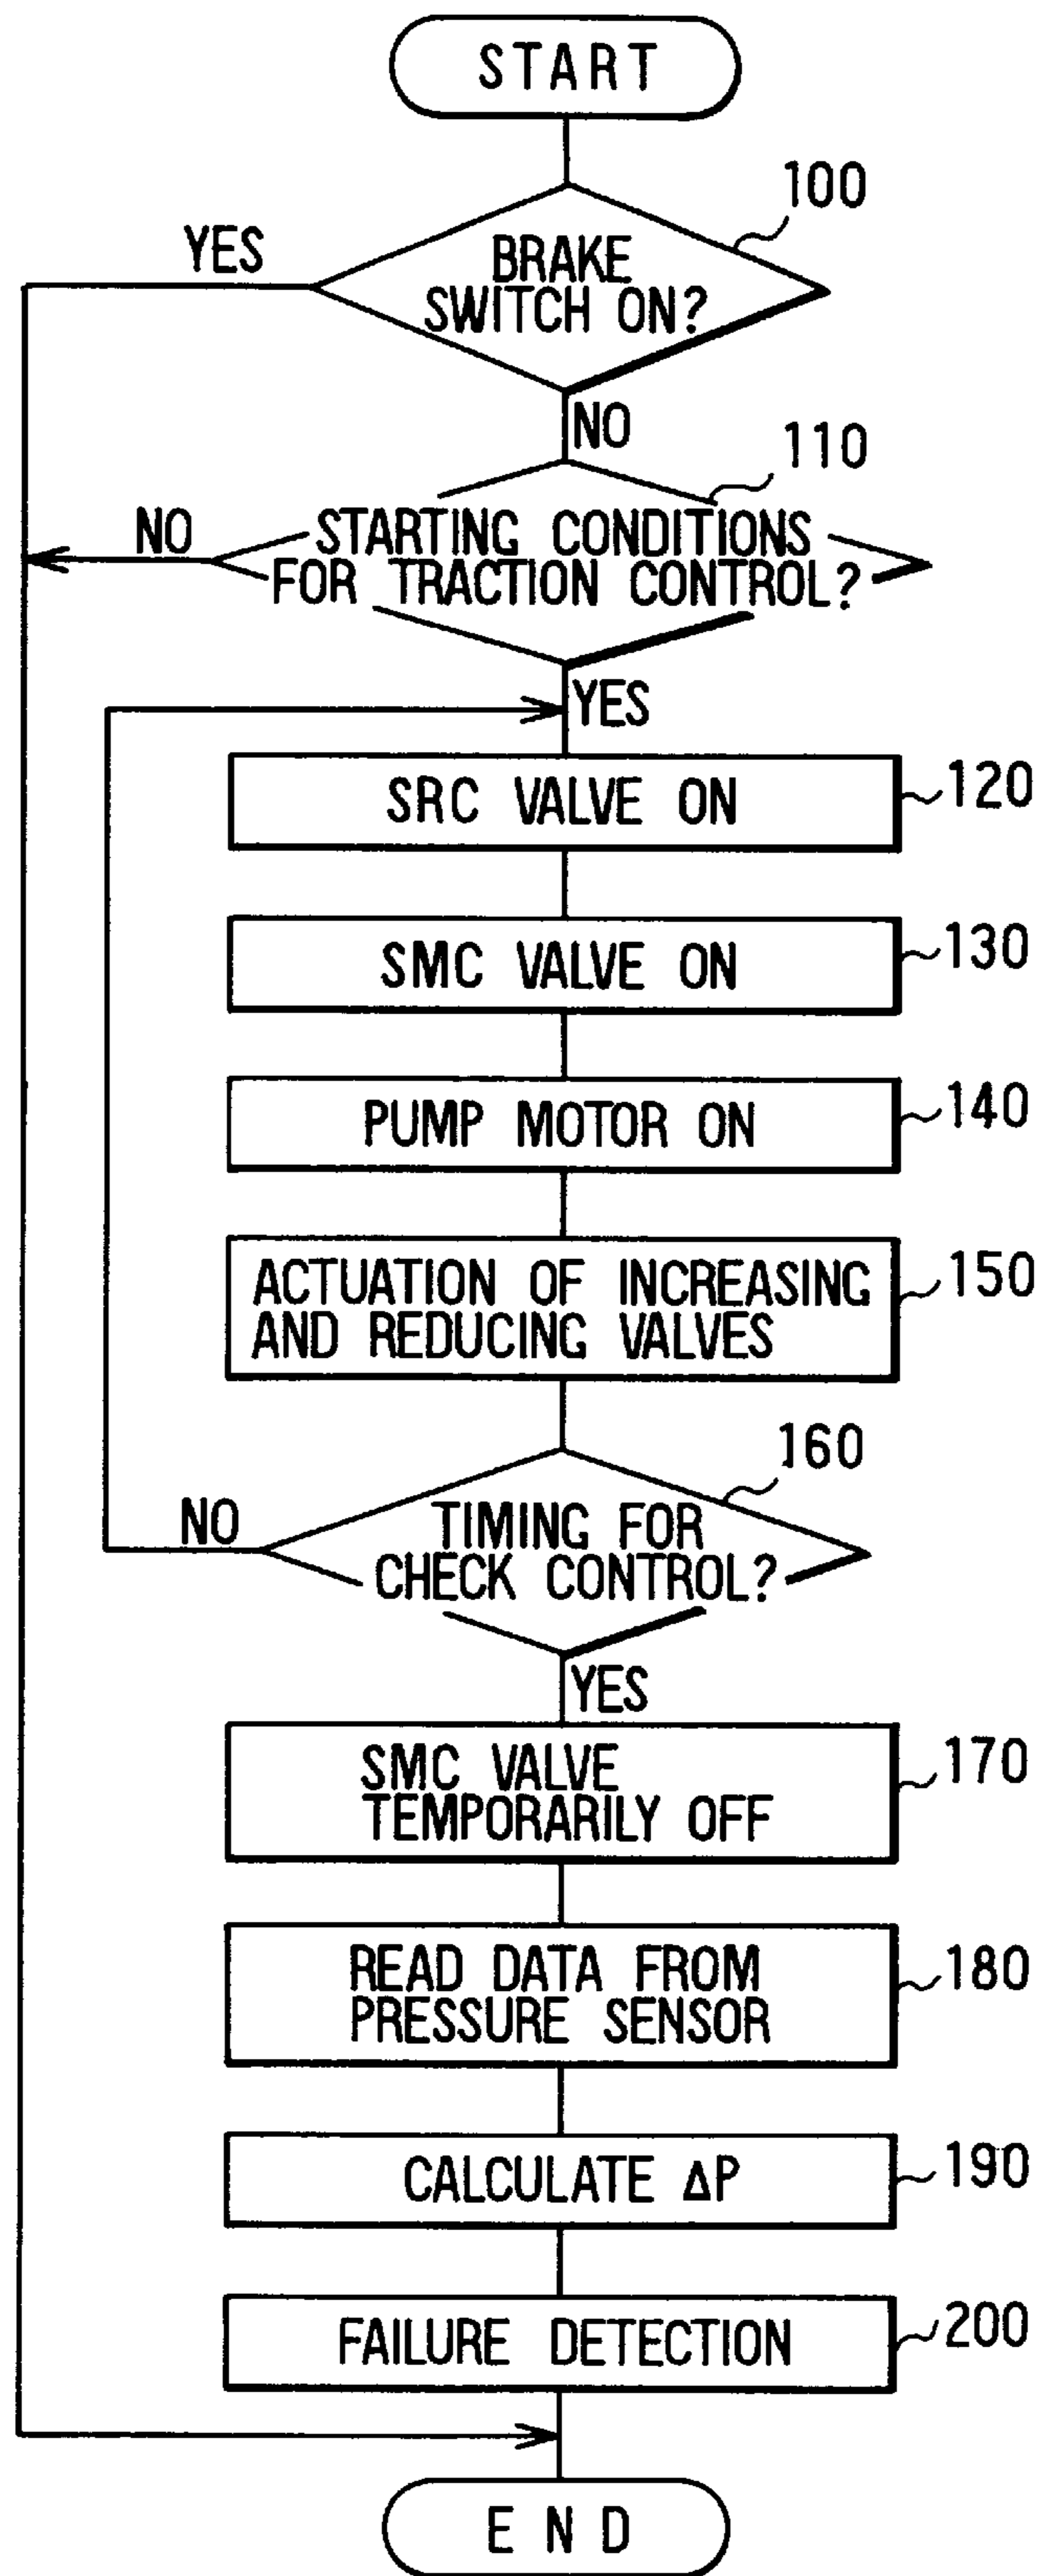 START
100
YES
BRAKE
SWITCH ON?
NO
110
NO
STARTING CONDITIONS
FOR TRACTION CONTROL?
YES
SRC VALVE ON
120
SMC VALVE ON
130
PUMP MOTOR ON
140
ACTUATION OF INCREASING
AND REDUCING VALVES
150
160
NO
TIMING FOR
CHECK CONTROL?
YES
SMC VALVE
TEMPORARILY OFF
170
READ DATA FROM
PRESSURE SENSOR
180
CALCULATE ΔP
190
FAILURE DETECTION
200
END